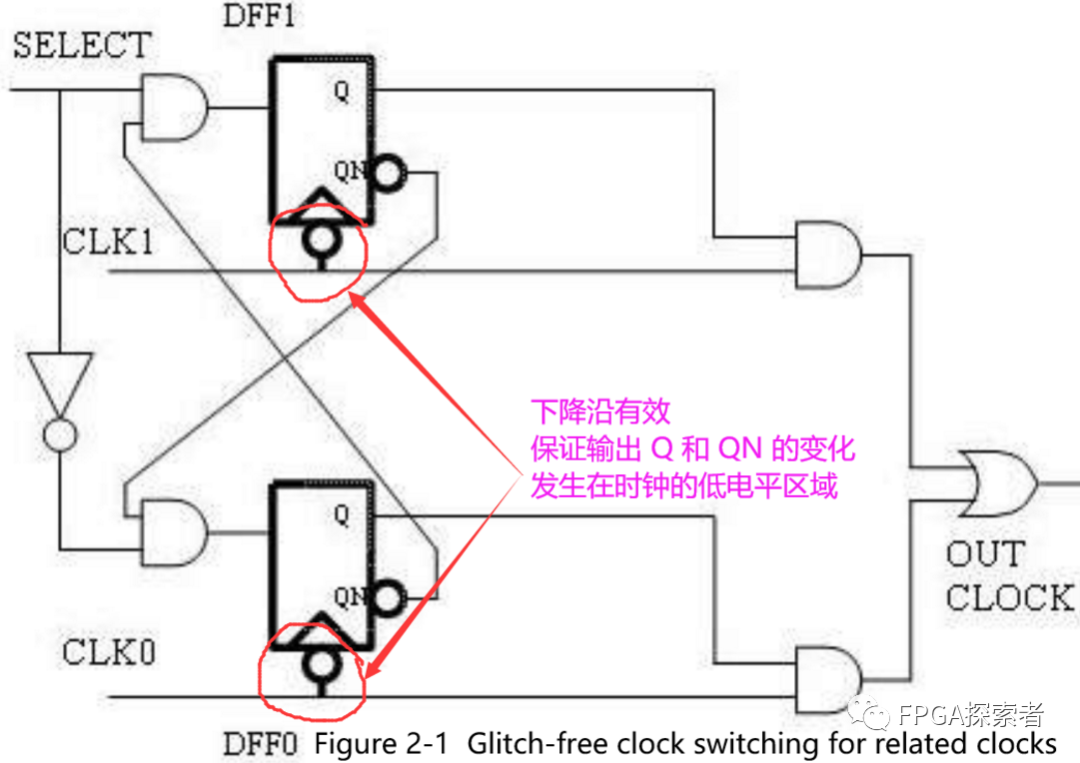 DFF1
SELECT
Q
QN
CLK1
下降沿有效
保证输出 Q 和 QN 的变化
发生在时钟的低电平区域
Q
QN
OUT
CLOCK
CLK0
FPGA探索者
DFF0 Figure 2-1 Glitch-free clock switching for related clocks